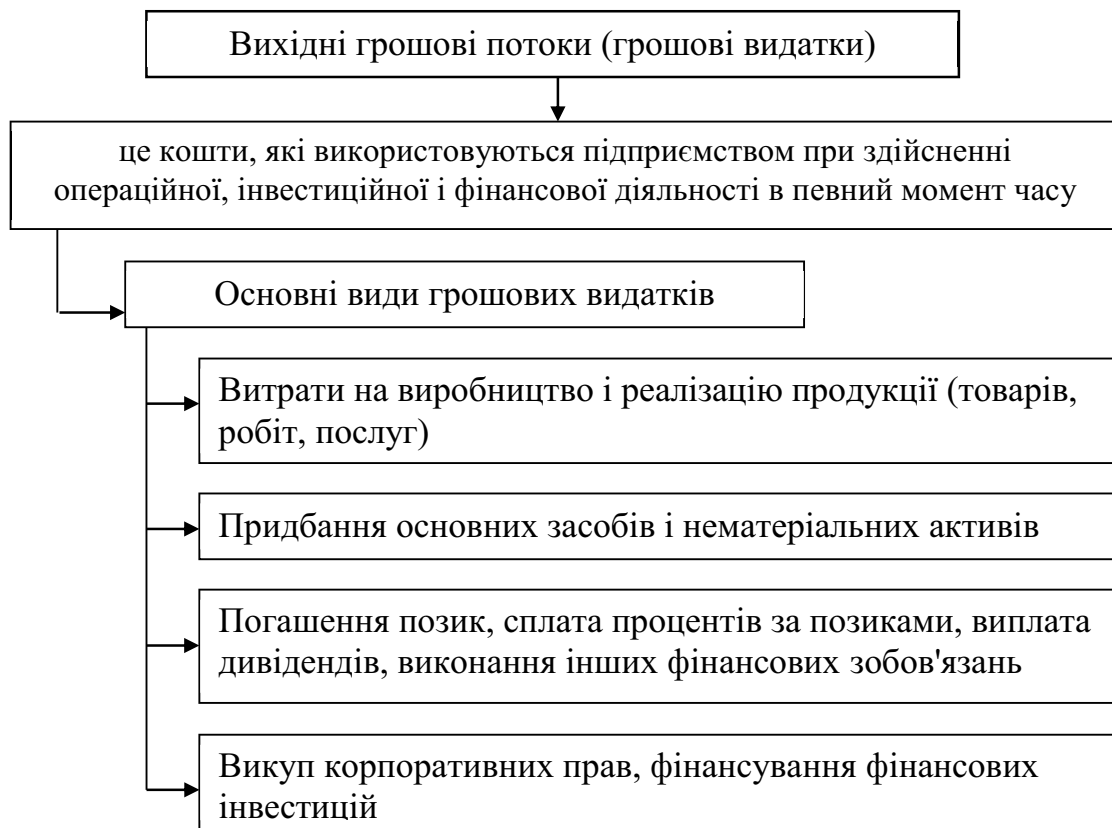 Вихідні грошові потоки (грошові видатки)
це кошти, які використовуються підприємством при здійсненні
операційної, інвестиційної і фінансової діяльності в певний момент часу
Основні види грошових видатків
Витрати на виробництво і реалізацію продукції (товарів,
робіт, послуг)
Придбання основних засобів і нематеріальних активів
Погашення позик, сплата процентів за позиками, виплата
дивідендів, виконання інших фінансових зобов'язань
Викуп корпоративних прав, фінансування фінансових
інвестицій